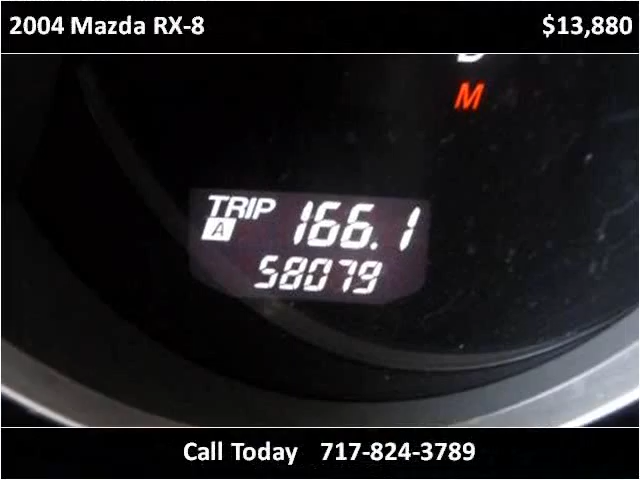 2004 Mazda RX-8 $13,880
M
TRIP 166.1
A
58079
Call Today 717-824-3789